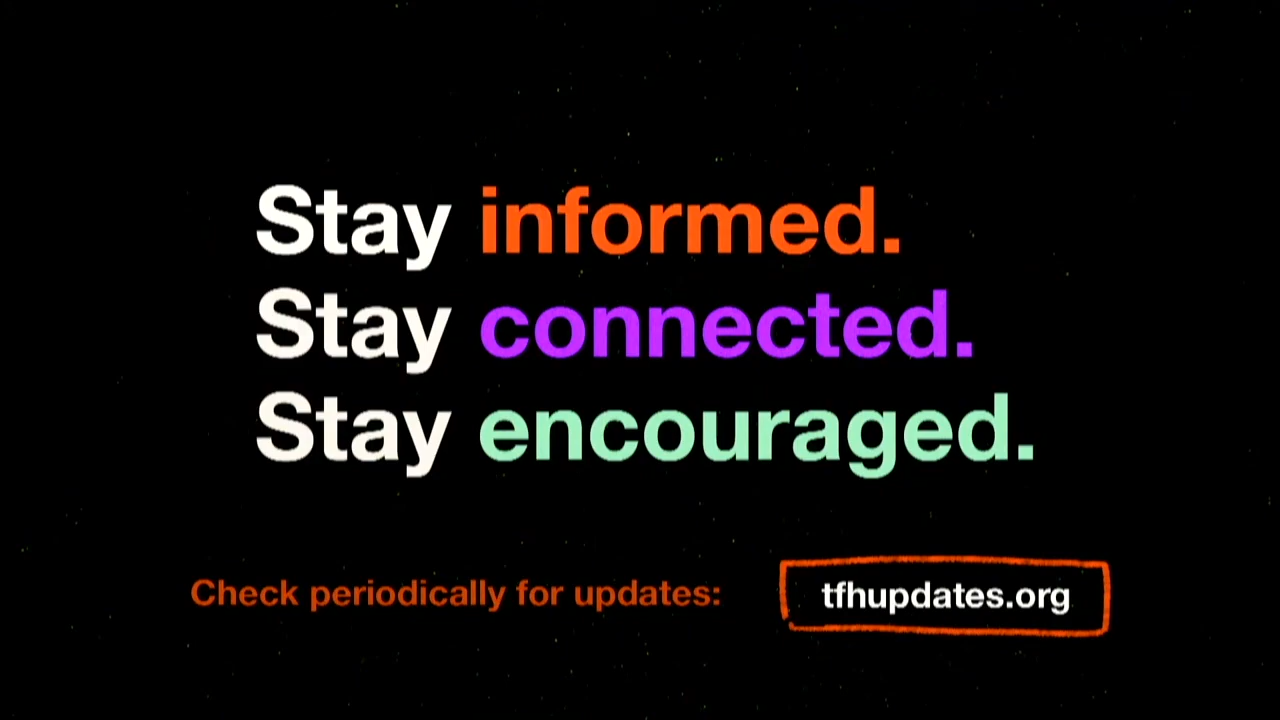 Stay informed.
Stay connected.
Stay encouraged.
Check periodically for updates: tfhupdates.org